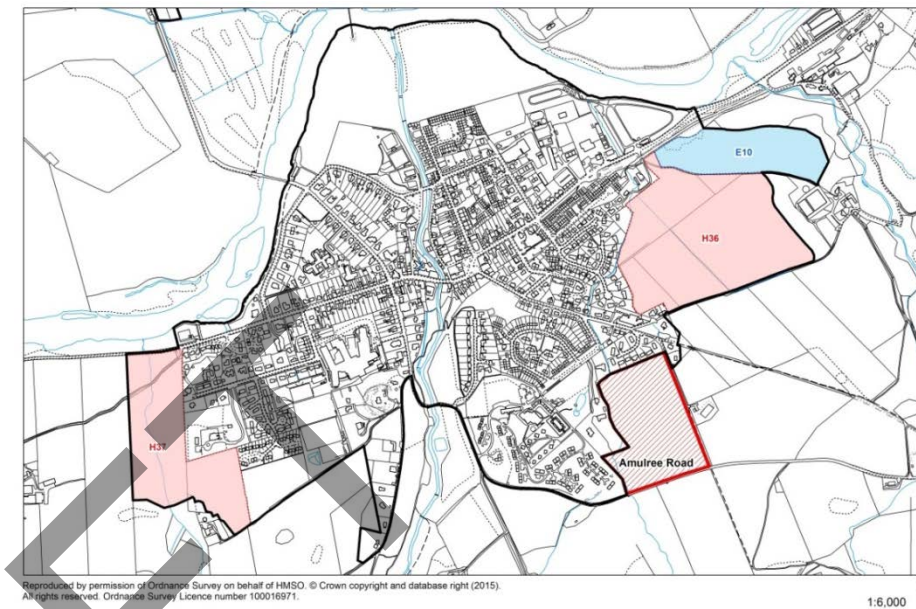 E10
H36
H37
Amulree Road
Reproduced by permission of Ordnance Survey on behalf of HMSO. © Crown copyright and database right (2015).
All rights reserved. Ordnance Survey Licence number 100016971.
1:6,000